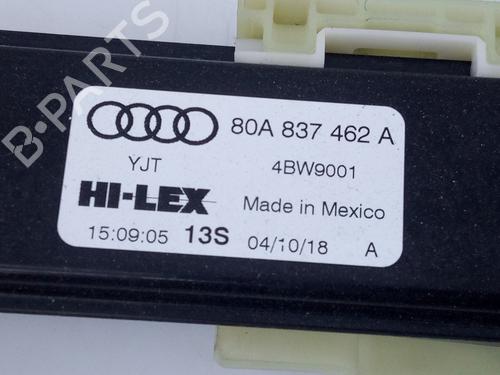 B-PARTS
80A 837 462 A
YJT 4BW9001
HI-LEX Made in Mexico
15:09:05 13S 04/10/18 A